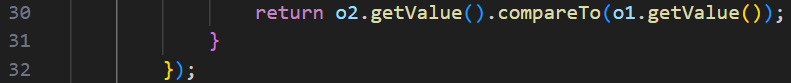 30 return o2.getValue().compareTo(o1.getValue());
31 }
32 });